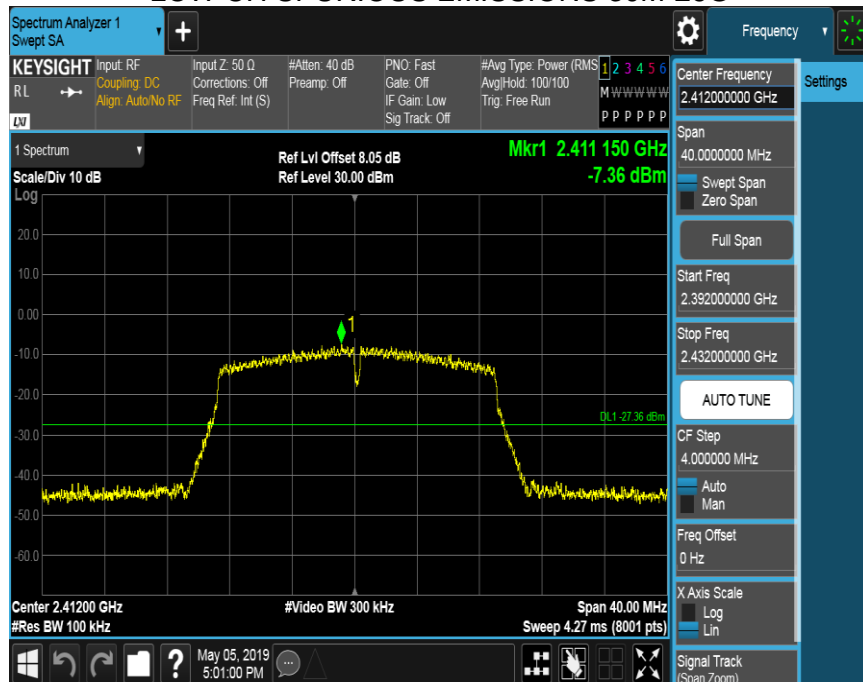 Spectrum Analyzer 1
Swept SA
Frequency
KEYSIGHT
RL
LXI
Input: RF
Coupling: DC
Align: Auto/No RF
Input Z: 50 Ω
Corrections: Off
Freq Ref: Int (S)
#Atten: 40 dB
Preamp: Off
PNO: Fast
Gate: Off
IF Gain: Low
Sig Track: Off
#Avg Type: Power (RMS
Avg|Hold: 100/100
Trig: Free Run
1 2 3 4 5 6
M W W W W W
P P P P P P
Settings
1 Spectrum
Scale/Div 10 dB
Ref Lvl Offset 8.05 dB
Ref Level 30.00 dBm
Mkr1 2.411 150 GHz
-7.36 dBm
Log
20.0
10.0
0.00
-10.0
-20.0
-30.0
-40.0
-50.0
-60.0
1
DL1 -27.36 dBm
Center 2.41200 GHz
#Res BW 100 kHz
#Video BW 300 kHz
Span 40.00 MHz
Sweep 4.27 ms (8001 pts)
Center Frequency
2.412000000 GHz
Span
40.0000000 MHz
Swept Span
Zero Span
Full Span
Start Freq
2.392000000 GHz
Stop Freq
2.432000000 GHz
AUTO TUNE
CF Step
4.000000 MHz
Auto
Man
Freq Offset
0 Hz
X Axis Scale
Log
Lin
Signal Track
(Span Zoom)
?
May 05, 2019
5:01:00 PM